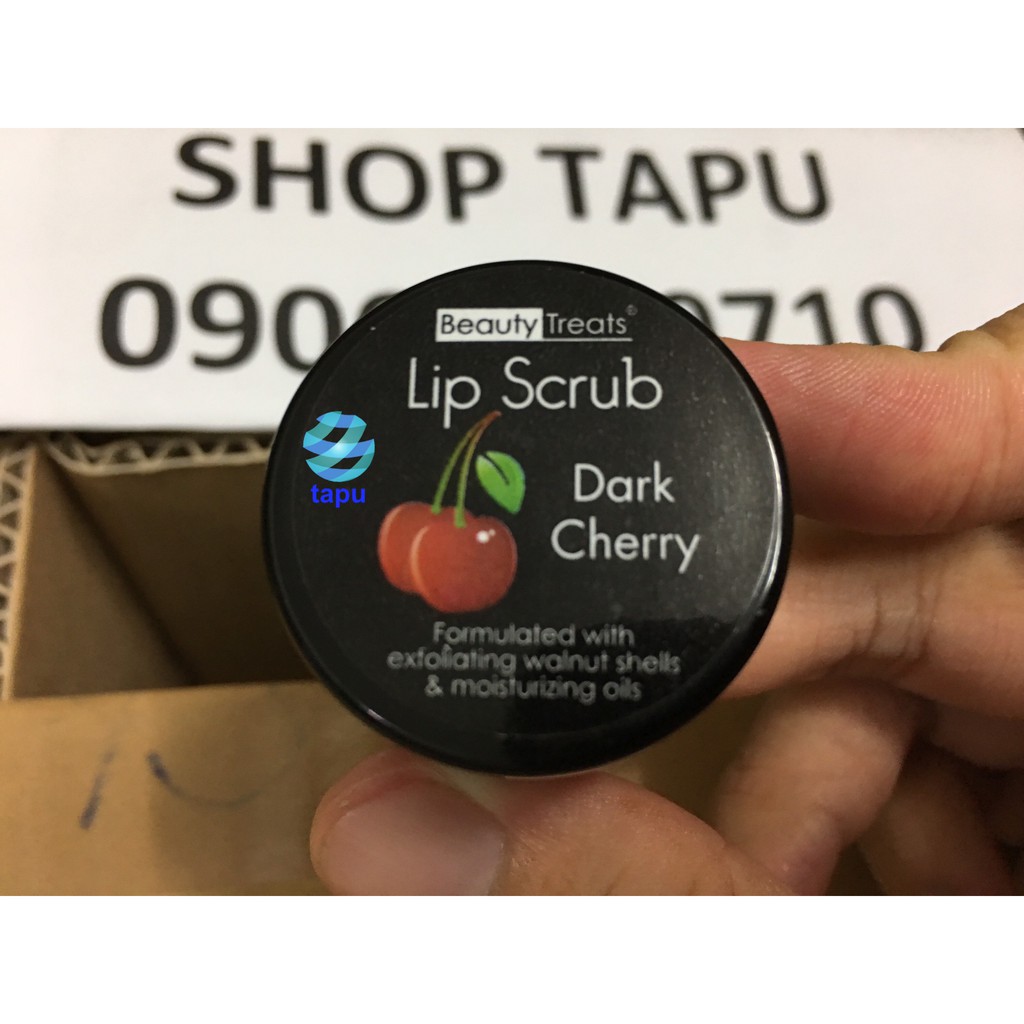 SHOP TAPU
Beauty Treats©
Lip Scrub
tapu
Dark
Cherry
Formulated with
exfoliating walnut shells
& moisturizing oils